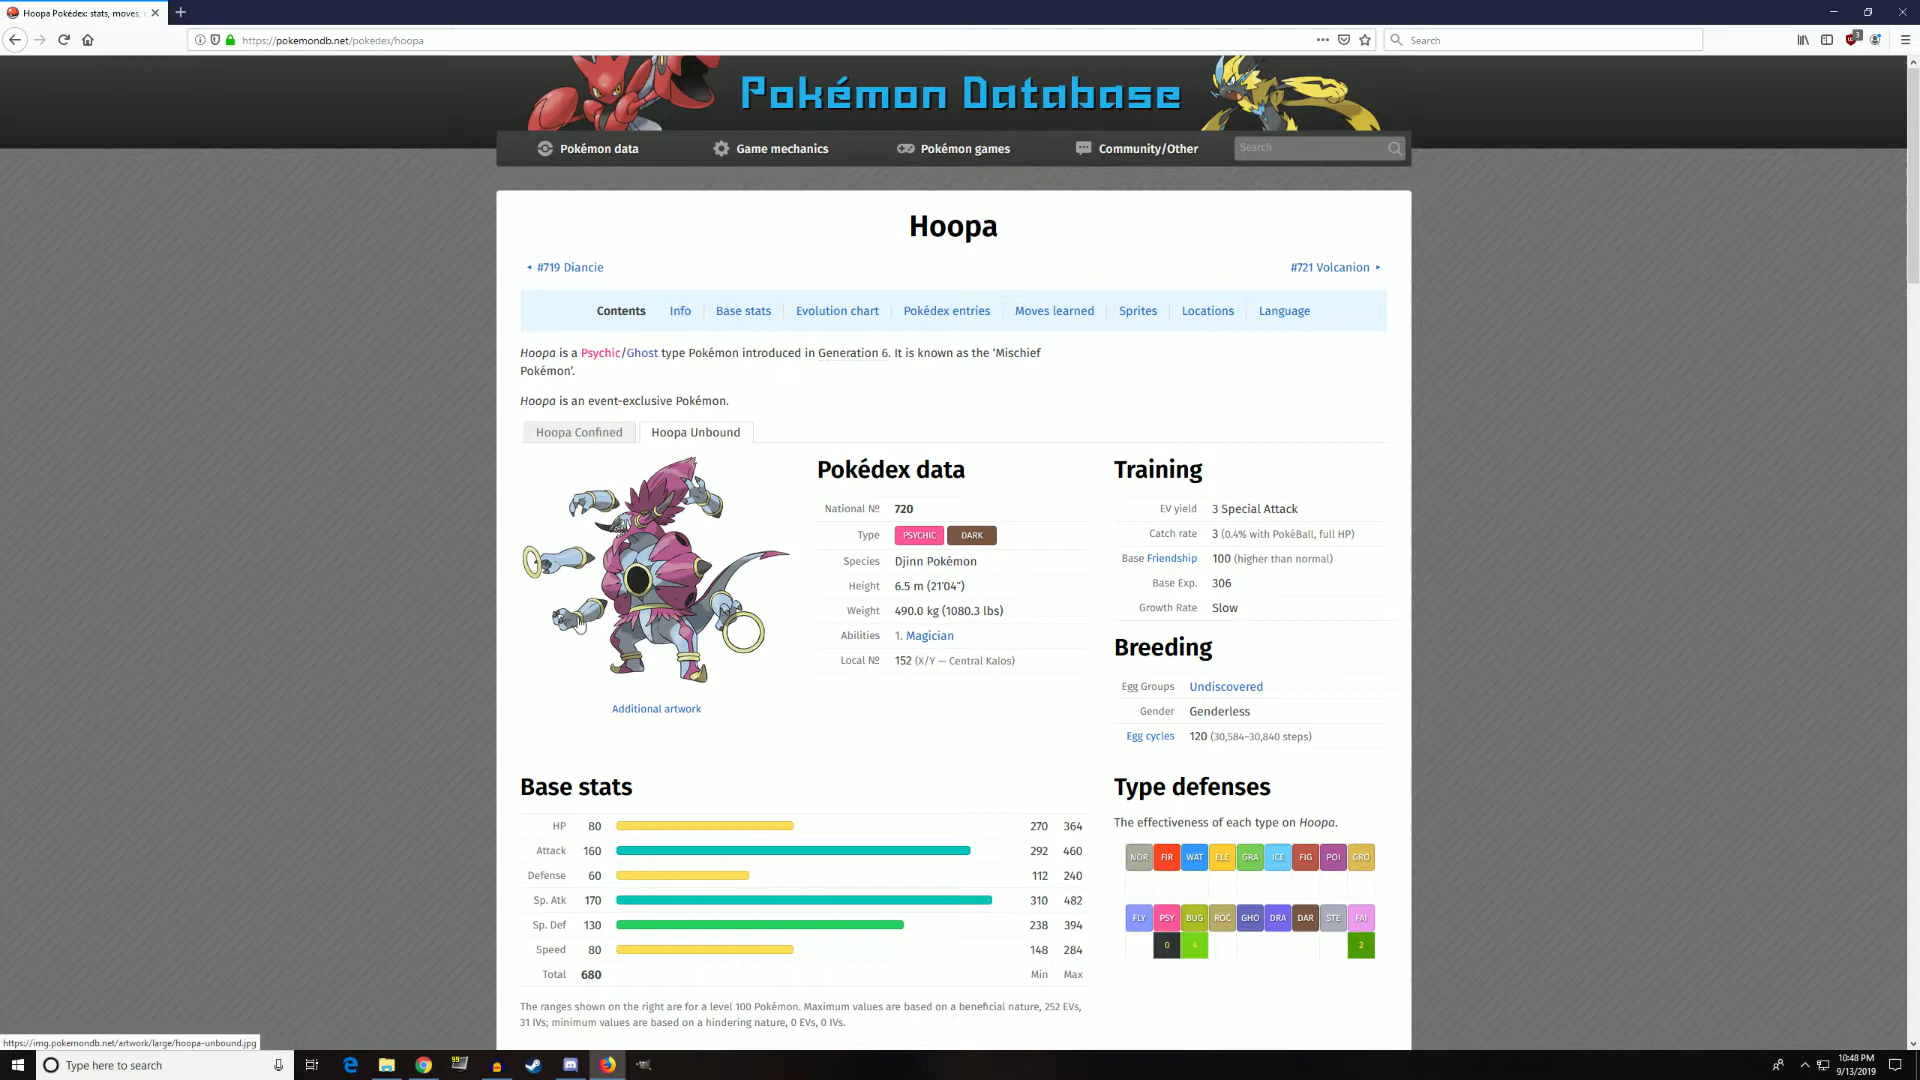 Hoopa Pokédex: stats, moves,
https://pokemondb.net/pokedex/hoopa
Search
3
Pokémon Database
Pokémon data
Game mechanics
Pokémon games
Community/Other
Search
Hoopa
◂ #719 Diancie
#721 Volcanion ▸
Contents
Info
Base stats
Evolution chart
Pokédex entries
Moves learned
Sprites
Locations
Language
Hoopa is a Psychic/Ghost type Pokémon introduced in Generation 6. It is known as the ‘Mischief
Pokémon’.
Hoopa is an event-exclusive Pokémon.
Hoopa Confined
Hoopa Unbound
Additional artwork
Pokédex data
National № 720
Type PSYCHIC DARK
Species Djinn Pokémon
Height 6.5 m (21′04″)
Weight 490.0 kg (1080.3 lbs)
Abilities 1. Magician
Local № 152 (X/Y — Central Kalos)
Training
EV yield 3 Special Attack
Catch rate 3 (0.4% with PokéBall, full HP)
Base Friendship 100 (higher than normal)
Base Exp. 306
Growth Rate Slow
Breeding
Egg Groups Undiscovered
Gender Genderless
Egg cycles 120 (30,584–30,840 steps)
Base stats
HP 80 270 364
Attack 160 292 460
Defense 60 112 240
Sp. Atk 170 310 482
Sp. Def 130 238 394
Speed 80 148 284
Total 680 Min Max
The ranges shown on the right are for a level 100 Pokémon. Maximum values are based on a beneficial nature, 252 EVs,
31 IVs; minimum values are based on a hindering nature, 0 EVs, 0 IVs.
Type defenses
The effectiveness of each type on Hoopa.
NOR FIR WAT ELE GRA ICE FIG POI GRO
FLY PSY BUG ROC GHO DRA DAR STE FAI
0 4 2
https://img.pokemondb.net/artwork/large/hoopa-unbound.jpg
Type here to search
10:48 PM
9/13/2019